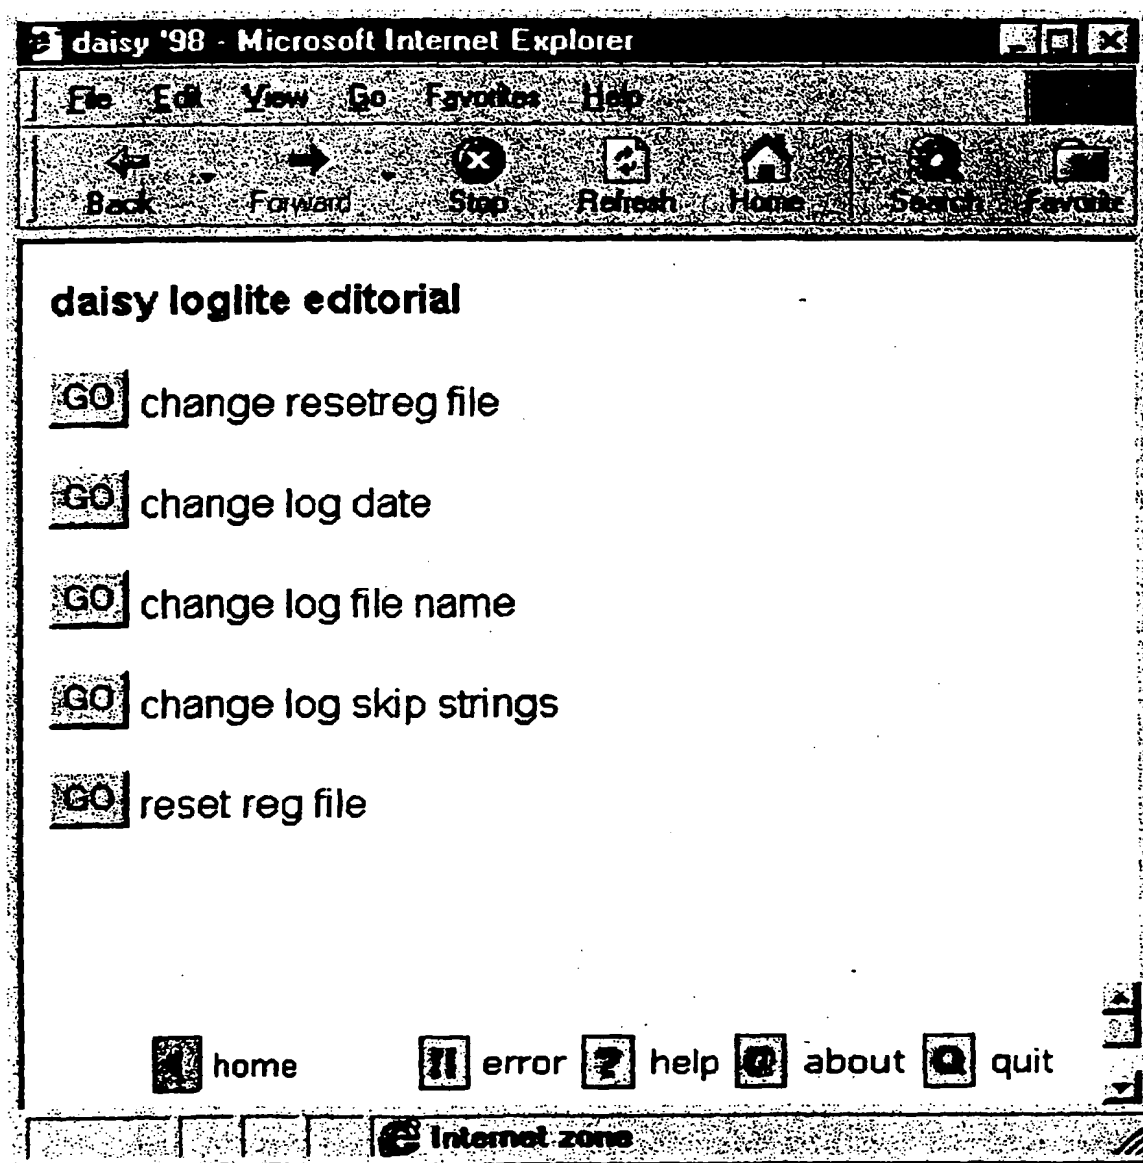 daisy '98 - Microsoft Internet Explorer
File Edit View Go Favorites Help
Back Forward Stop Refresh Home Search Favorite
daisy loglite editorial
GO change resetreg file
GO change log date
GO change log file name
GO change log skip strings
GO reset reg file
home !! error ? help @ about Q quit
Internet zone